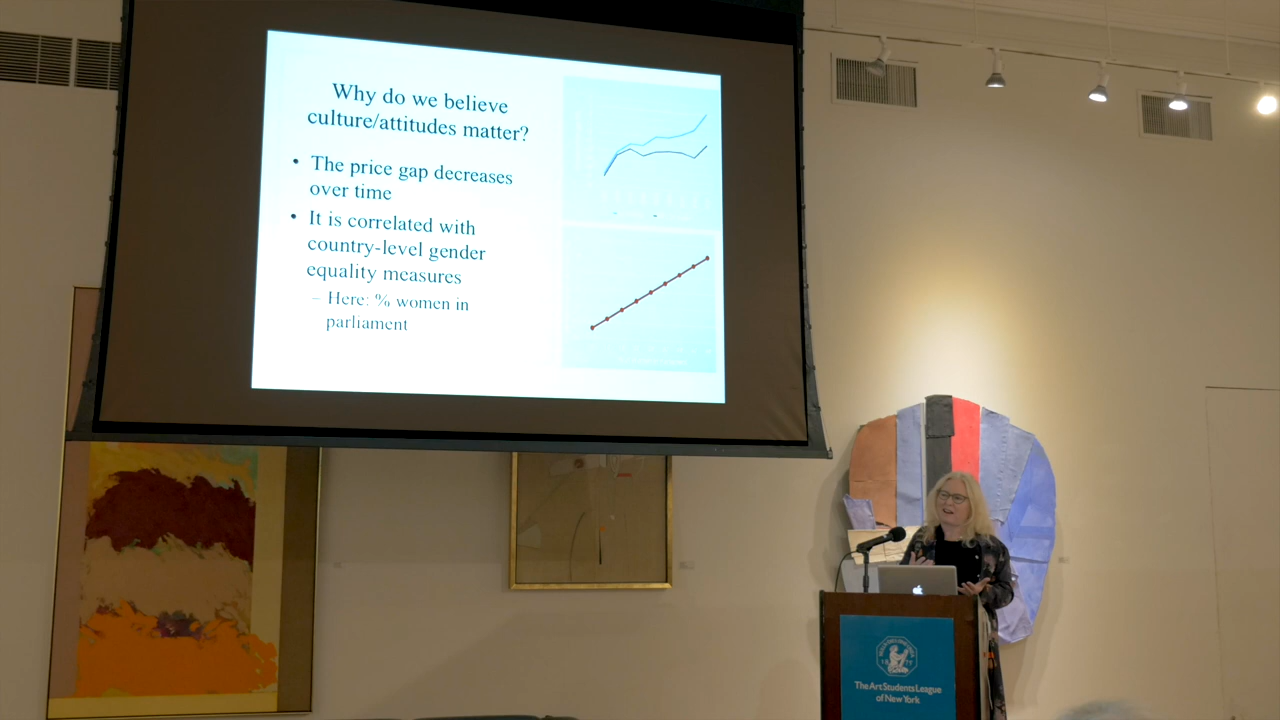 Why do we believe
culture/attitudes matter?
• The price gap decreases
over time
• It is correlated with
country-level gender
equality measures
– Here: % women in
parliament
The Art Students League
of New York